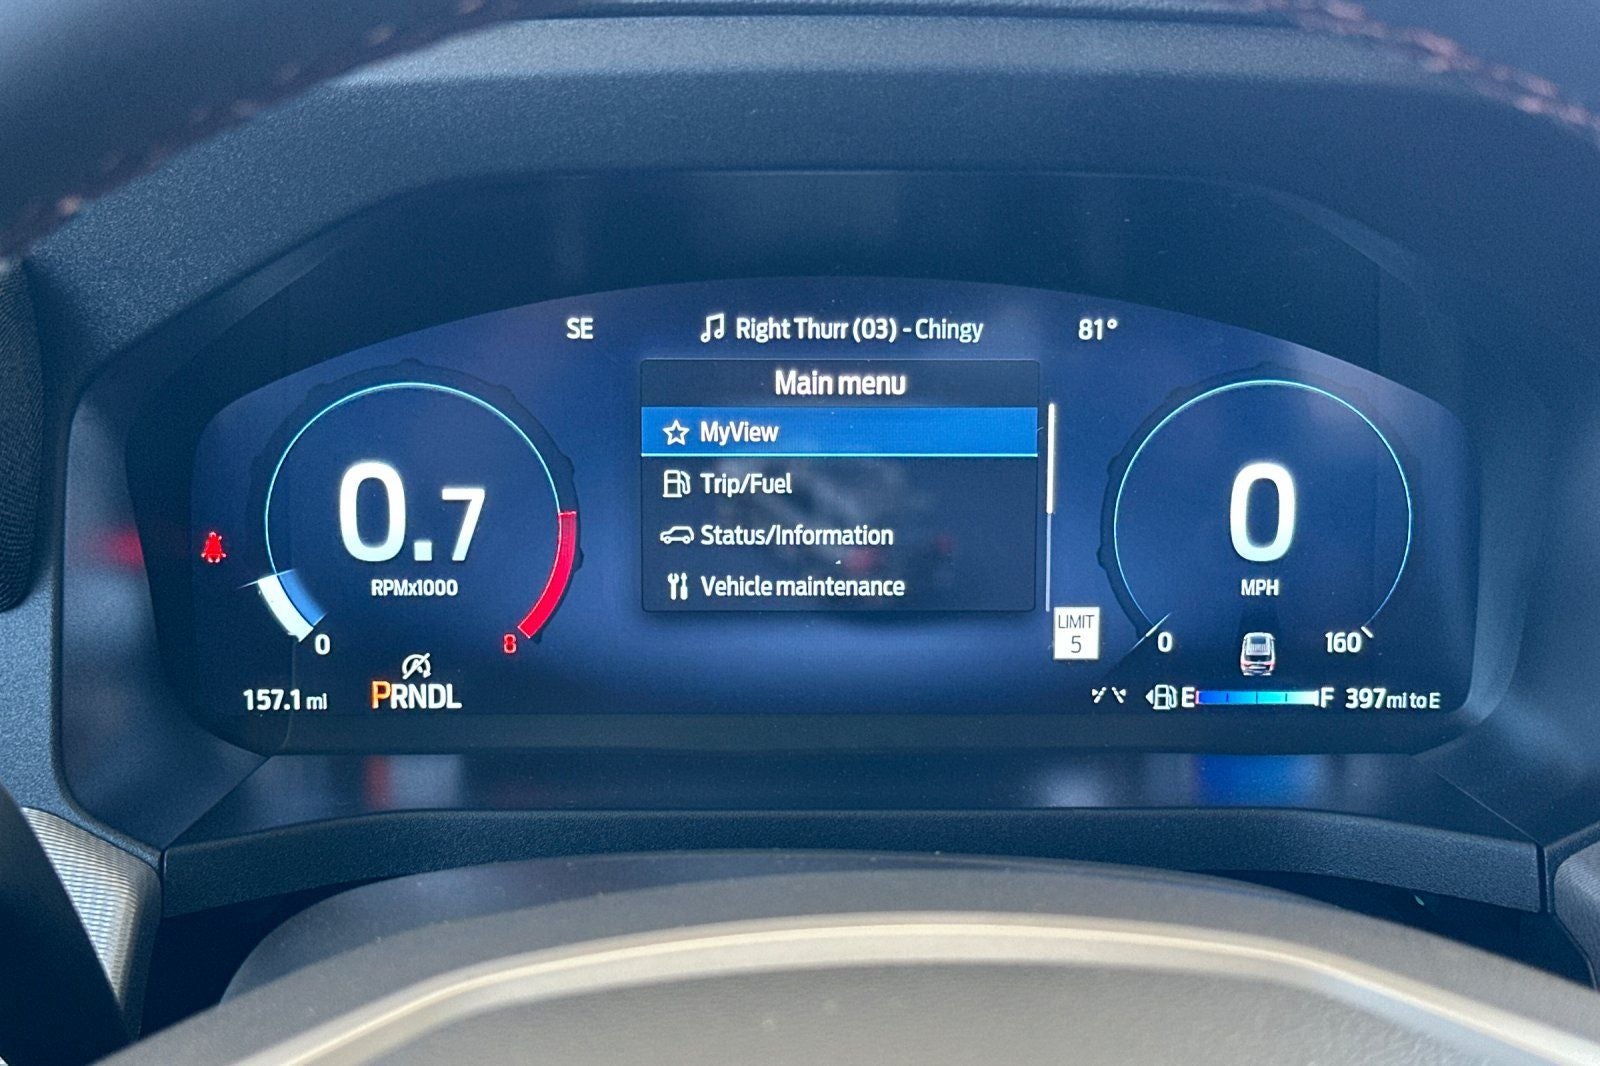 SE
Right Thurr (03) - Chingy
81°
Main menu
MyView
Trip/Fuel
Status/Information
Vehicle maintenance
0.7
RPMx1000
0
8
157.1 mi
PRNDL
LIMIT
5
0
MPH
0
160
E
F
397 mi to E